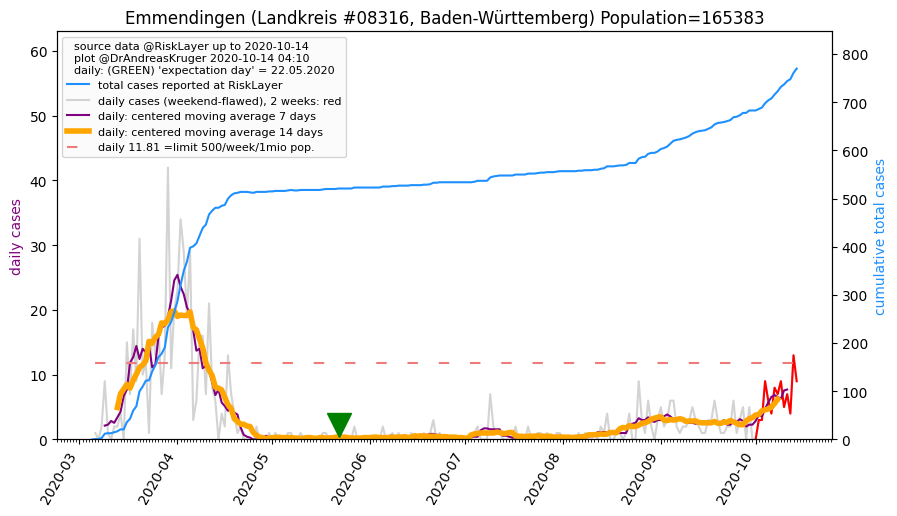 Emmendingen (Landkreis #08316, Baden-Württemberg) Population=165383
source data @RiskLayer up to 2020-10-14
plot @DrAndreasKruger 2020-10-14 04:10
daily: (GREEN) 'expectation day' = 22.05.2020
total cases reported at RiskLayer
daily cases (weekend-flawed), 2 weeks: red
daily: centered moving average 7 days
daily: centered moving average 14 days
daily 11.81 =limit 500/week/1mio pop.
daily cases
60
50
40
30
20
10
0
cumulative total cases
800
700
600
500
400
300
200
100
0
2020-03
2020-04
2020-05
2020-06
2020-07
2020-08
2020-09
2020-10